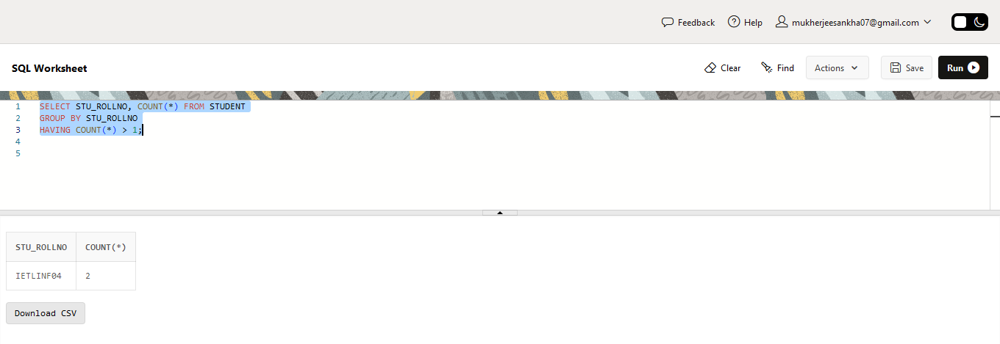 Feedback Help mukherjeesankha07@gmail.com
SQL Worksheet Clear Find Actions Save Run
1 SELECT STU_ROLLNO, COUNT(*) FROM STUDENT
2 GROUP BY STU_ROLLNO
3 HAVING COUNT(*) > 1;
4
5
STU_ROLLNO COUNT(*)
IETLINF04 2
Download CSV